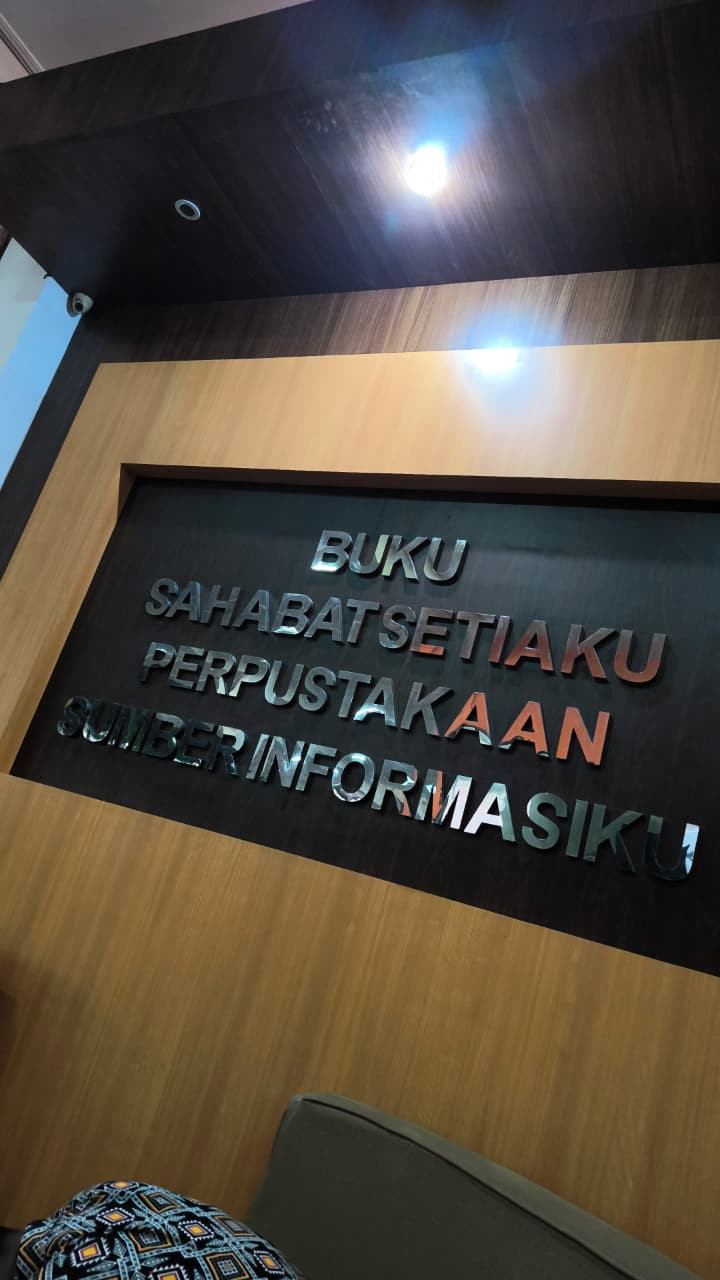 BUKU
SAHABAT SETIAKU
PERPUSTAKAAN
SUMBER INFORMASIKU